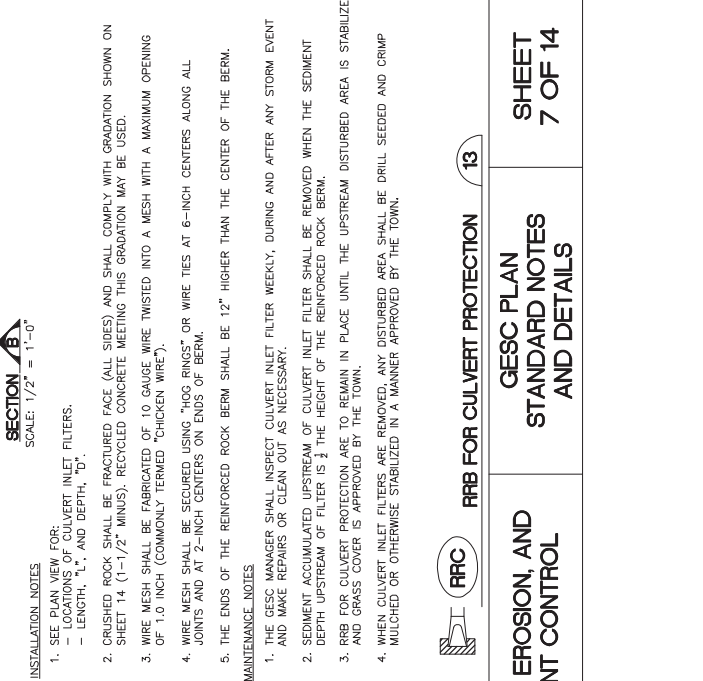 SECTION B
SCALE: 1/2" = 1'-0"
INSTALLATION NOTES
1. SEE PLAN VIEW FOR:
– LOCATIONS OF CULVERT INLET FILTERS.
– LENGTH, "L", AND DEPTH, "D".
2. CRUSHED ROCK SHALL BE FRACTURED FACE (ALL SIDES) AND SHALL COMPLY WITH GRADATION SHOWN ON
SHEET 14 (1-1/2" MINUS). RECYCLED CONCRETE MEETING THIS GRADATION MAY BE USED.
3. WIRE MESH SHALL BE FABRICATED OF 10 GAUGE WIRE TWISTED INTO A MESH WITH A MAXIMUM OPENING
OF 1.0 INCH (COMMONLY TERMED "CHICKEN WIRE").
4. WIRE MESH SHALL BE SECURED USING "HOG RINGS" OR WIRE TIES AT 6-INCH CENTERS ALONG ALL
JOINTS AND AT 2-INCH CENTERS ON ENDS OF BERM.
5. THE ENDS OF THE REINFORCED ROCK BERM SHALL BE 12" HIGHER THAN THE CENTER OF THE BERM.
MAINTENANCE NOTES
1. THE GESC MANAGER SHALL INSPECT CULVERT INLET FILTER WEEKLY, DURING AND AFTER ANY STORM EVENT
AND MAKE REPAIRS OR CLEAN OUT AS NECESSARY.
2. SEDIMENT ACCUMULATED UPSTREAM OF CULVERT INLET FILTER SHALL BE REMOVED WHEN THE SEDIMENT
DEPTH UPSTREAM OF FILTER IS ½ THE HEIGHT OF THE REINFORCED ROCK BERM.
3. RRB FOR CULVERT PROTECTION ARE TO REMAIN IN PLACE UNTIL THE UPSTREAM DISTURBED AREA IS STABILIZE
AND GRASS COVER IS APPROVED BY THE TOWN.
4. WHEN CULVERT INLET FILTERS ARE REMOVED, ANY DISTURBED AREA SHALL BE DRILL SEEDED AND CRIMP
MULCHED OR OTHERWISE STABILIZED IN A MANNER APPROVED BY THE TOWN.
RRC RRB FOR CULVERT PROTECTION 13
EROSION, AND
NT CONTROL
GESC PLAN
STANDARD NOTES
AND DETAILS
SHEET
7 OF 14